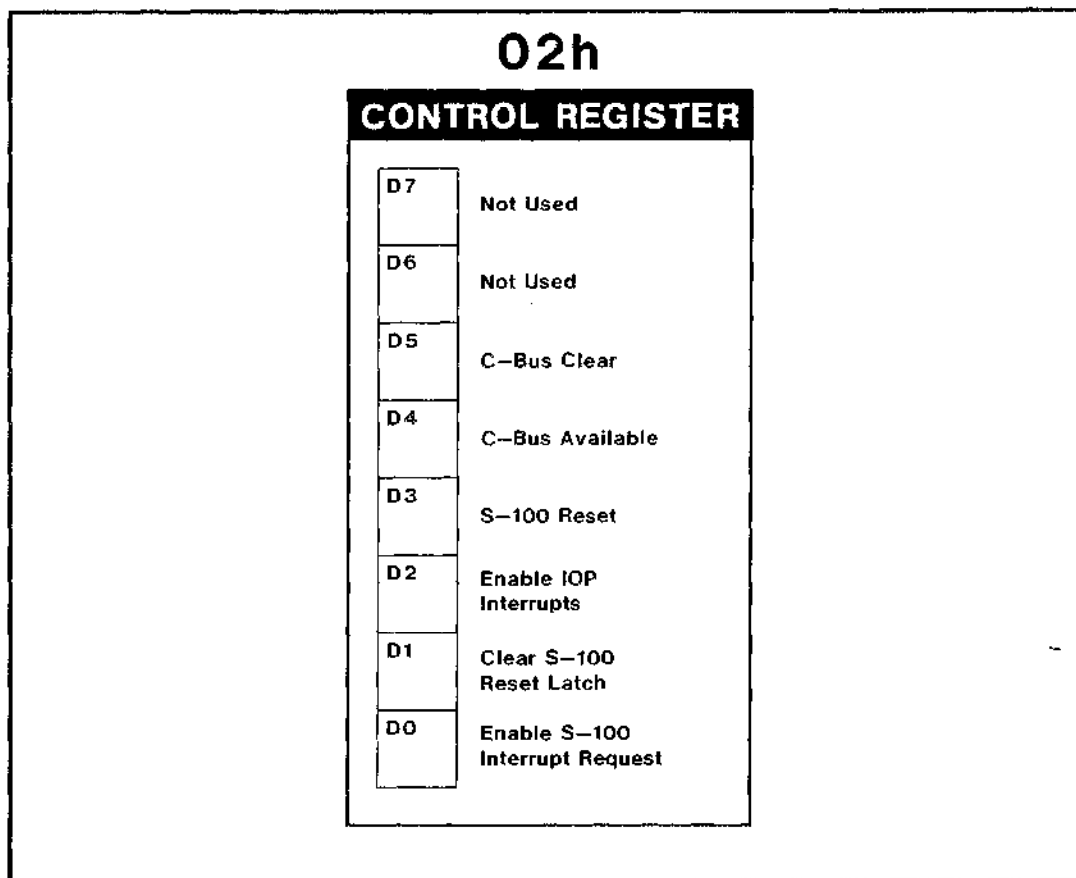 02h
CONTROL REGISTER
D7
Not Used
D6
Not Used
D5
C-Bus Clear
D4
C-Bus Available
D3
S-100 Reset
D2
Enable IOP
Interrupts
D1
Clear S-100
Reset Latch
D0
Enable S-100
Interrupt Request